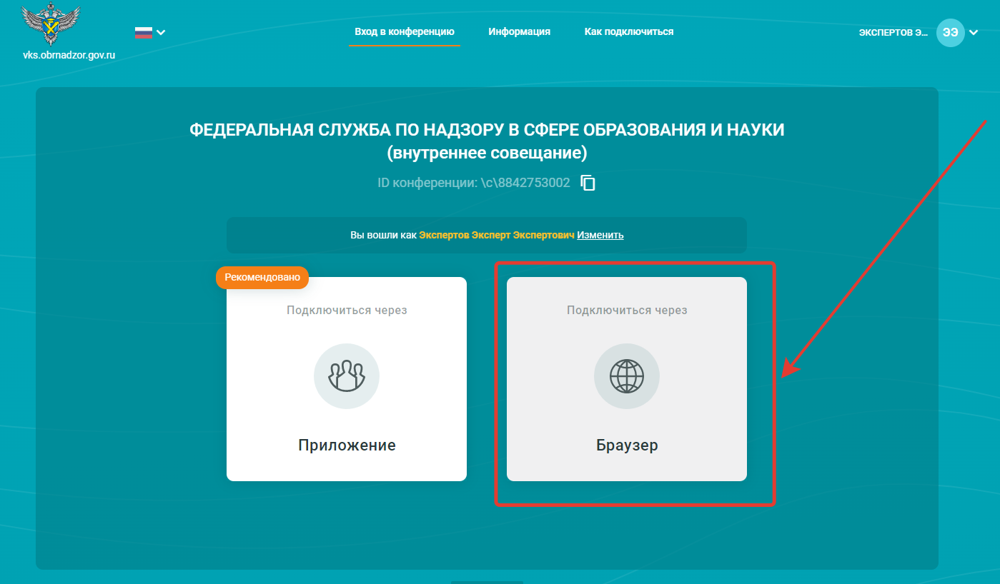 vks.obrnadzor.gov.ru
Вход в конференцию
Информация
Как подключиться
ЭКСПЕРТОВ Э...
ЭЭ
ФЕДЕРАЛЬНАЯ СЛУЖБА ПО НАДЗОРУ В СФЕРЕ ОБРАЗОВАНИЯ И НАУКИ
(внутреннее совещание)
ID конференции: \c\8842753002
Вы вошли как Экспертов Эксперт Экспертович Изменить
Рекомендовано
Подключиться через
Приложение
Подключиться через
Браузер